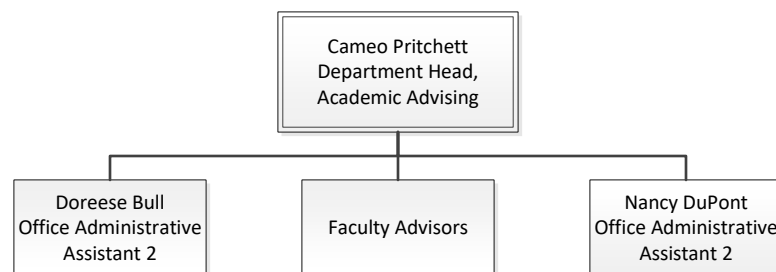 Cameo Pritchett
Department Head,
Academic Advising
Doreese Bull
Office Administrative
Assistant 2
Faculty Advisors
Nancy DuPont
Office Administrative
Assistant 2